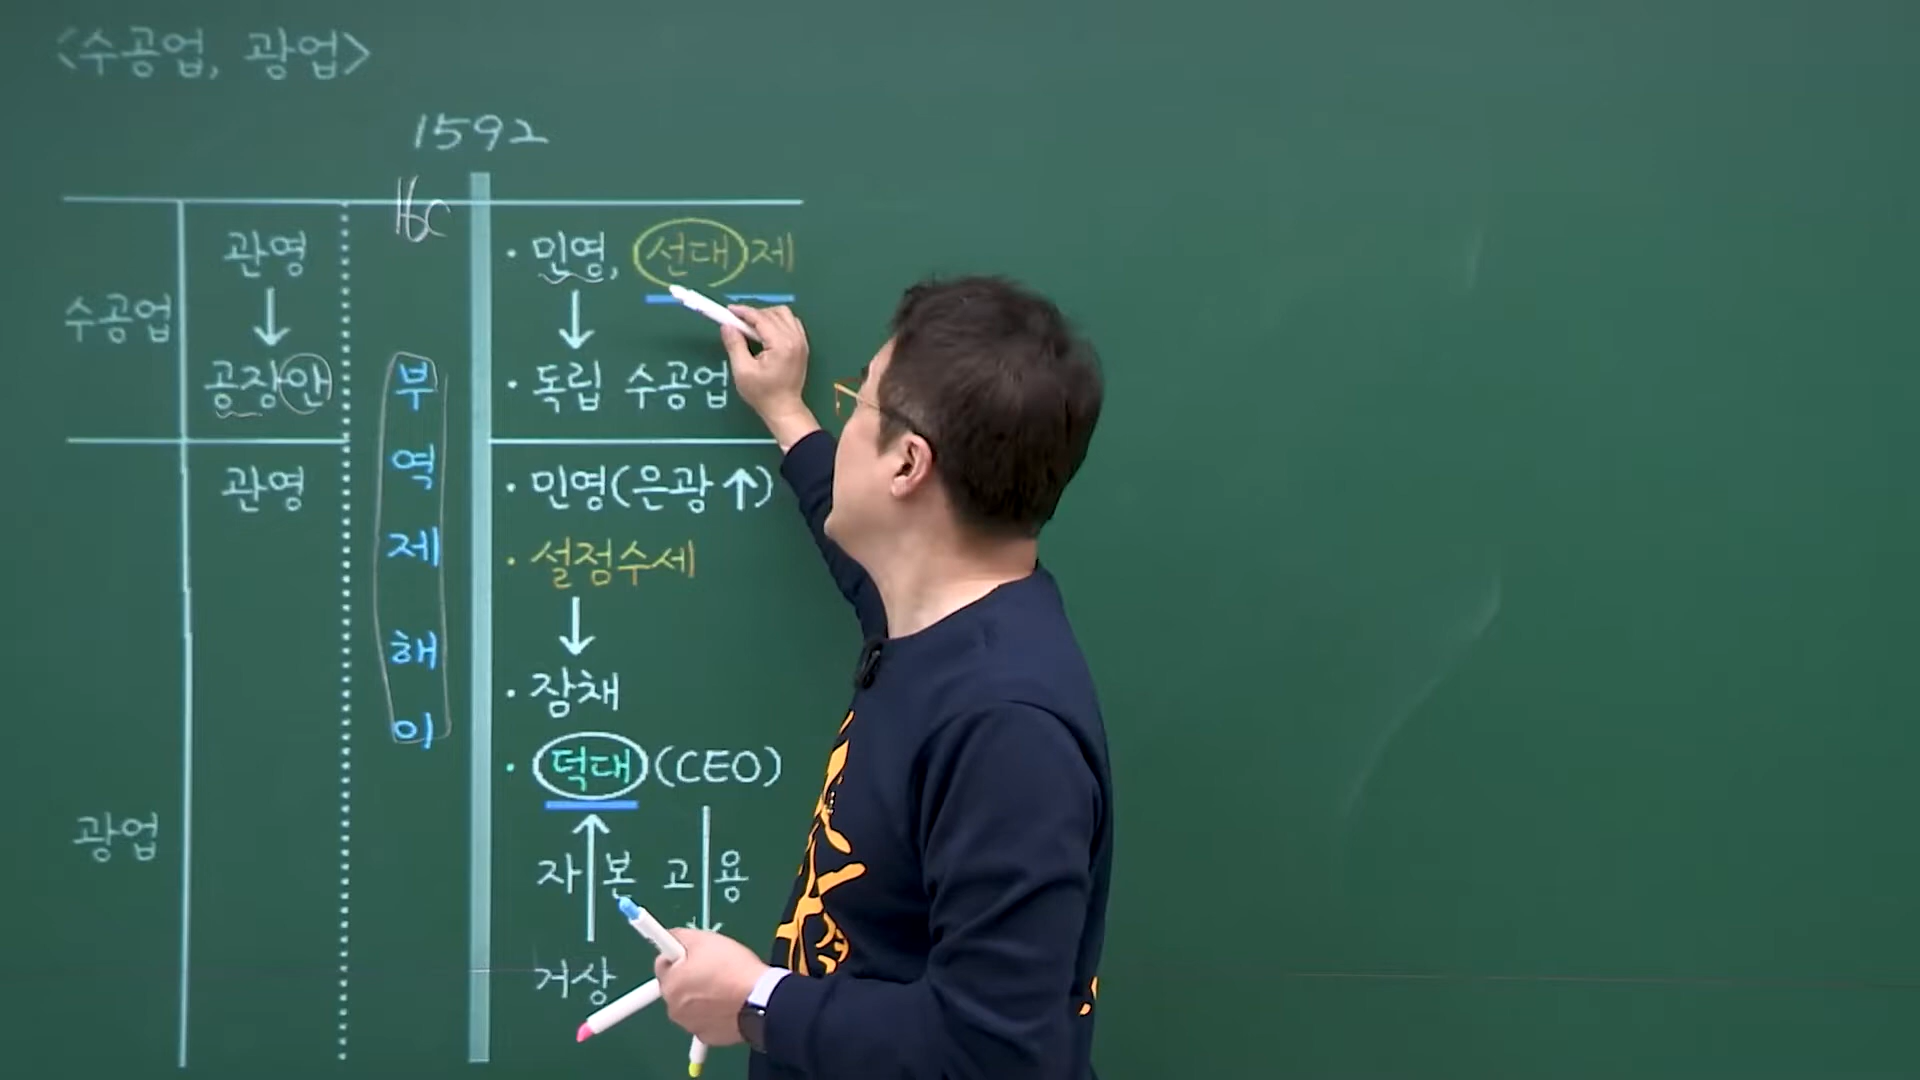 <수공업, 광업>
1592
16c
수공업
관영
↓
공장안
· 민영, 선대제
↓
· 독립 수공업
부
역
제
해
이
광업
관영
· 민영(은광↑)
· 설점수세
↓
· 잠채
· 덕대(CEO)
자본 고용
거상